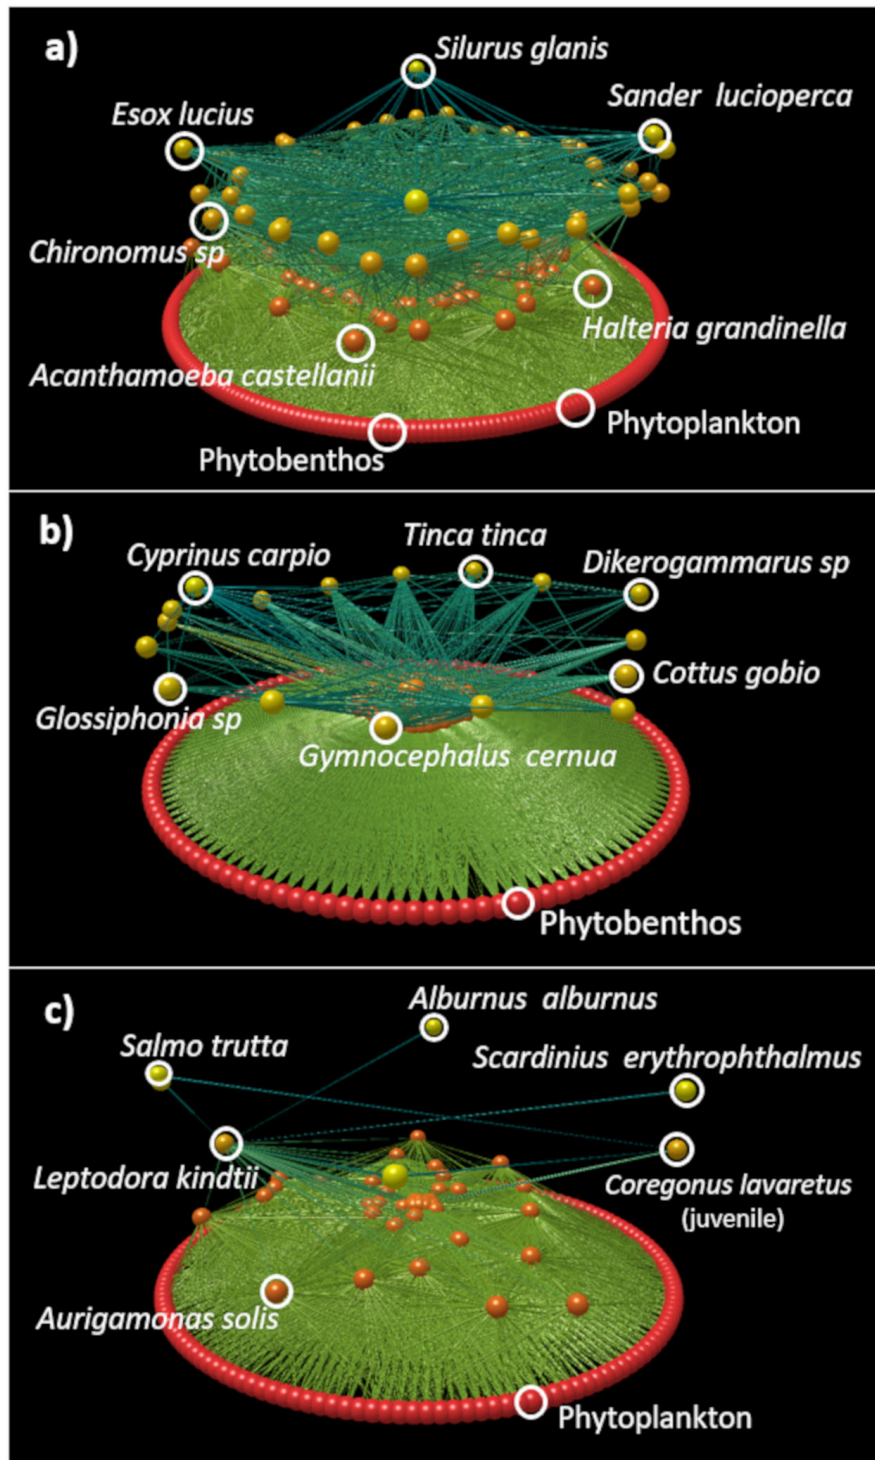 a)
Silurus glanis
Esox lucius
Sander lucioperca
Chironomus sp
Halteria grandinella
Acanthamoeba castellanii
Phytoplankton
Phytobenthos
b)
Tinca tinca
Cyprinus carpio
Dikerogammarus sp
Cottus gobio
Glossiphonia sp
Gymnocephalus cernua
Phytobenthos
c)
Alburnus alburnus
Salmo trutta
Scardinius erythrophthalmus
Leptodora kindtii
Coregonus lavaretus
(juvenile)
Aurigamonas solis
Phytoplankton